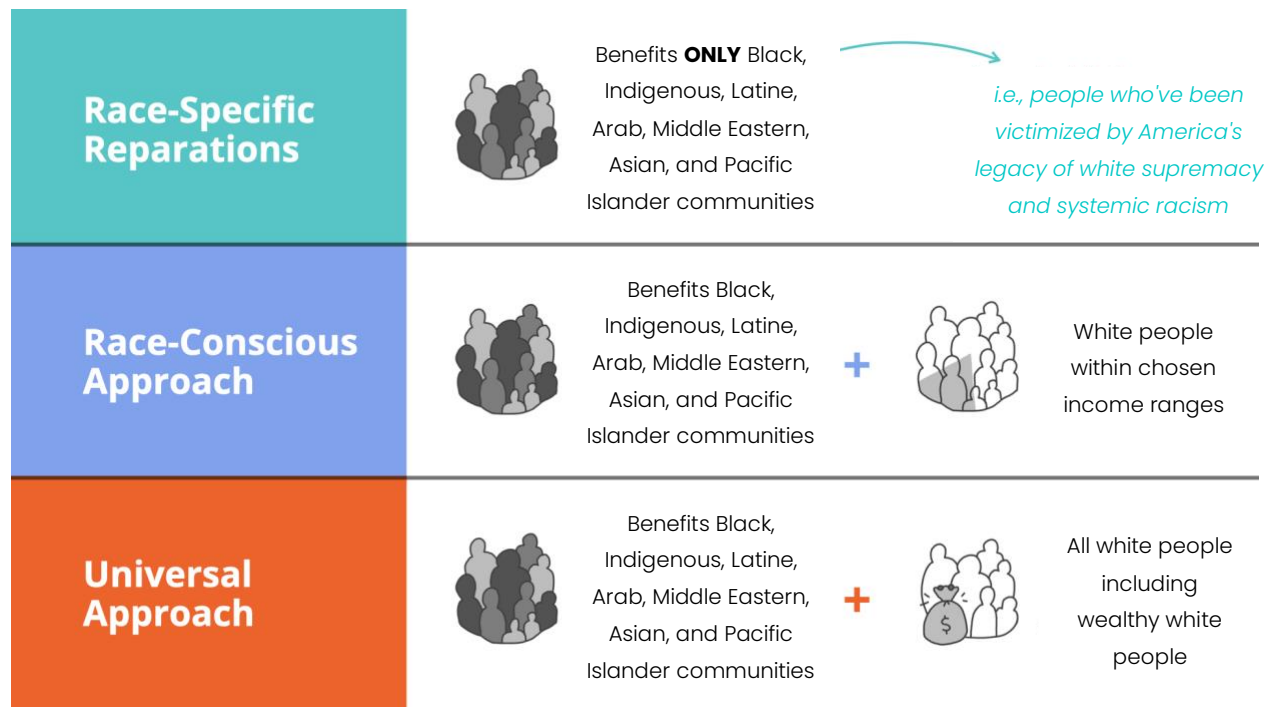 Race-Specific
Reparations
Benefits ONLY Black,
Indigenous, Latine,
Arab, Middle Eastern,
Asian, and Pacific
Islander communities
i.e., people who've been
victimized by America's
legacy of white supremacy
and systemic racism
Race-Conscious
Approach
Benefits Black,
Indigenous, Latine,
Arab, Middle Eastern,
Asian, and Pacific
Islander communities
+
White people
within chosen
income ranges
Universal
Approach
Benefits Black,
Indigenous, Latine,
Arab, Middle Eastern,
Asian, and Pacific
Islander communities
+
$
All white people
including
wealthy white
people